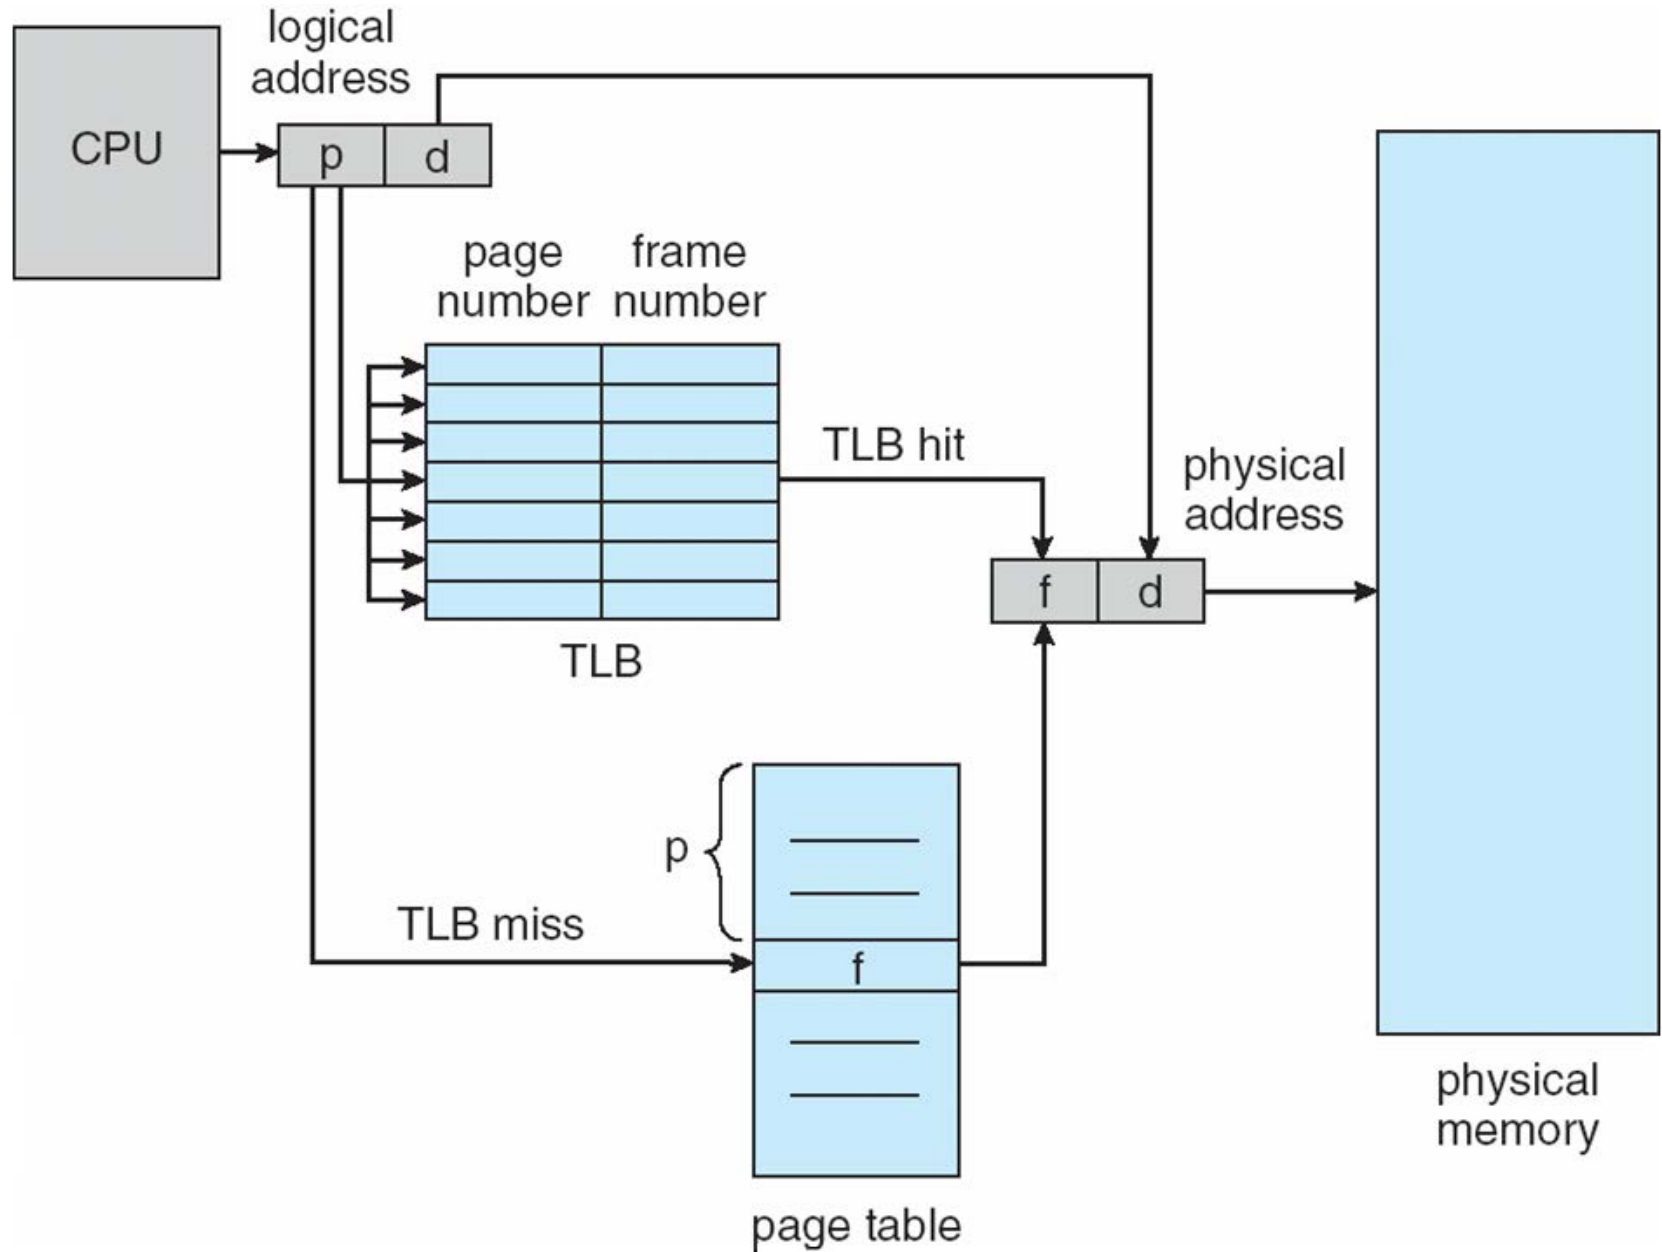 logical
address
CPU
p
d
page
number
frame
number
TLB hit
physical
address
f
d
TLB
p
TLB miss
f
physical
memory
page table